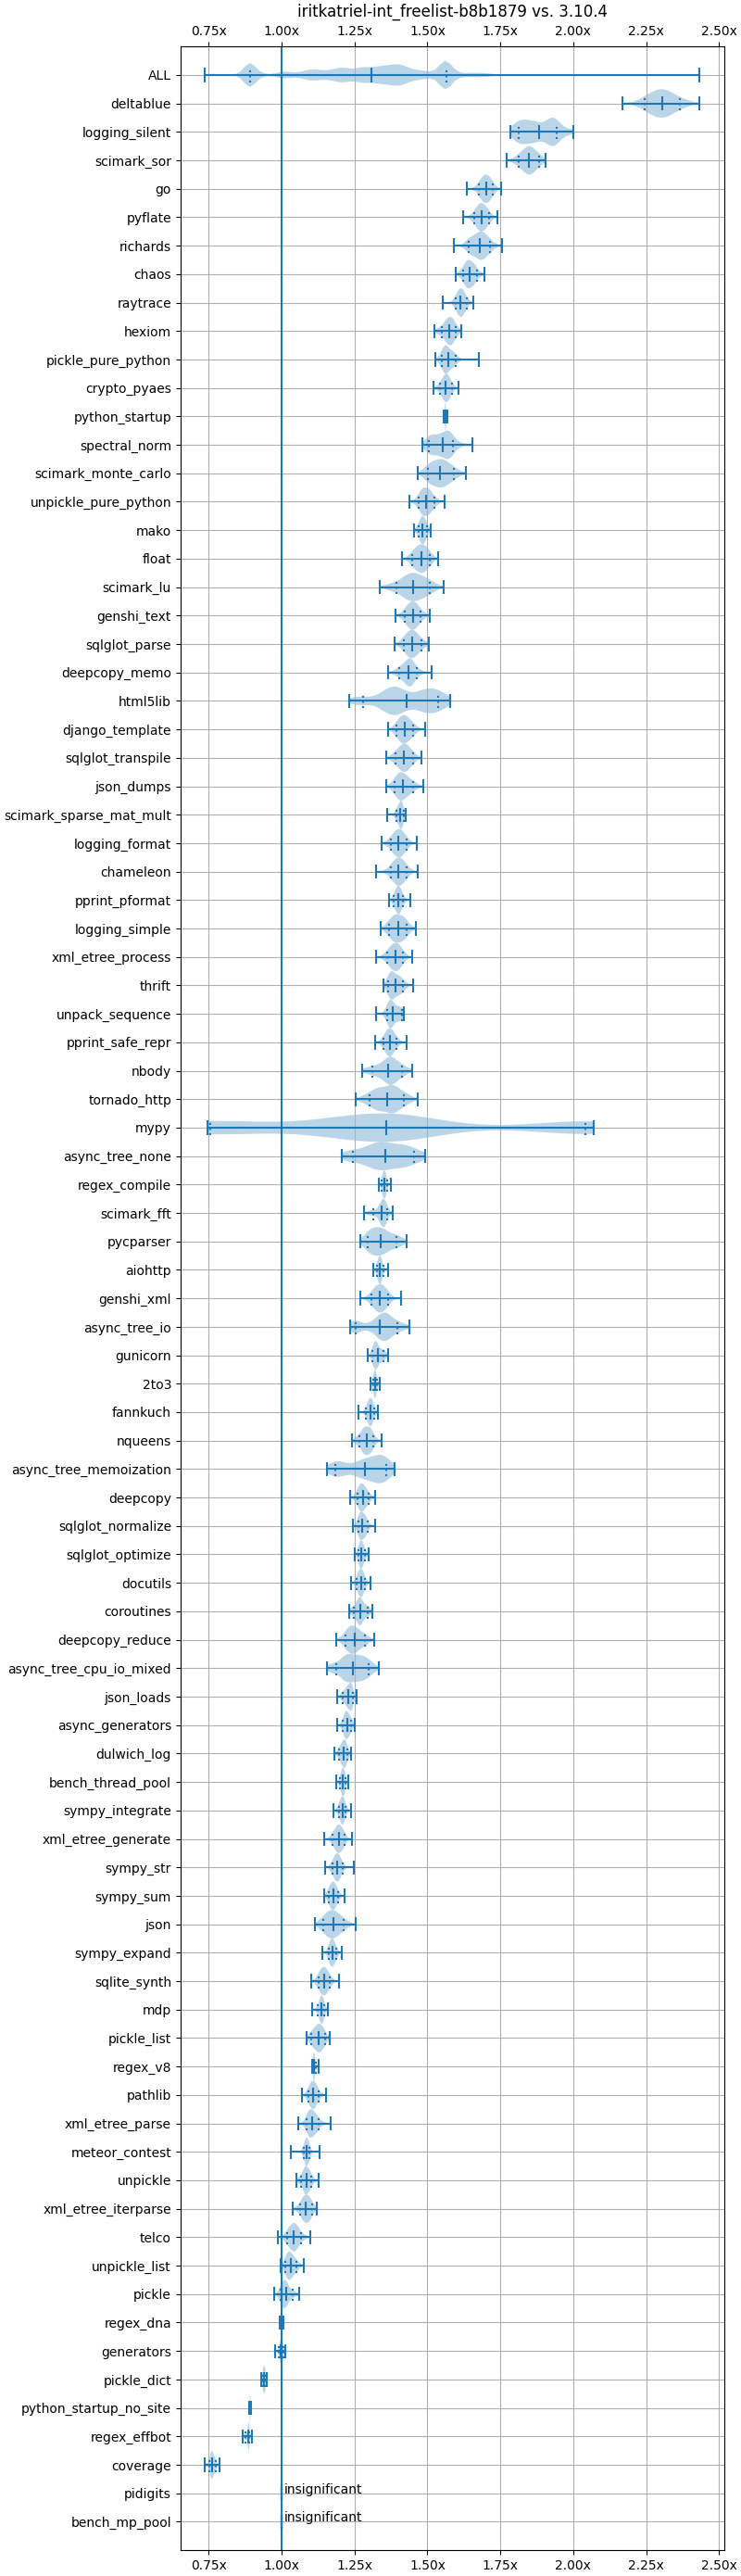 iritkatriel-int_freelist-b8b1879 vs. 3.10.4
0.75x 1.00x 1.25x 1.50x 1.75x 2.00x 2.25x 2.50x
ALL
deltablue
logging_silent
scimark_sor
go
pyflate
richards
chaos
raytrace
hexiom
pickle_pure_python
crypto_pyaes
python_startup
spectral_norm
scimark_monte_carlo
unpickle_pure_python
mako
float
scimark_lu
genshi_text
sqlglot_parse
deepcopy_memo
html5lib
django_template
sqlglot_transpile
json_dumps
scimark_sparse_mat_mult
logging_format
chameleon
pprint_pformat
logging_simple
xml_etree_process
thrift
unpack_sequence
pprint_safe_repr
nbody
tornado_http
mypy
async_tree_none
regex_compile
scimark_fft
pycparser
aiohttp
genshi_xml
async_tree_io
gunicorn
2to3
fannkuch
nqueens
async_tree_memoization
deepcopy
sqlglot_normalize
sqlglot_optimize
docutils
coroutines
deepcopy_reduce
async_tree_cpu_io_mixed
json_loads
async_generators
dulwich_log
bench_thread_pool
sympy_integrate
xml_etree_generate
sympy_str
sympy_sum
json
sympy_expand
sqlite_synth
mdp
pickle_list
regex_v8
pathlib
xml_etree_parse
meteor_contest
unpickle
xml_etree_iterparse
telco
unpickle_list
pickle
regex_dna
generators
pickle_dict
python_startup_no_site
regex_effbot
coverage
pidigits insignificant
bench_mp_pool insignificant
0.75x 1.00x 1.25x 1.50x 1.75x 2.00x 2.25x 2.50x